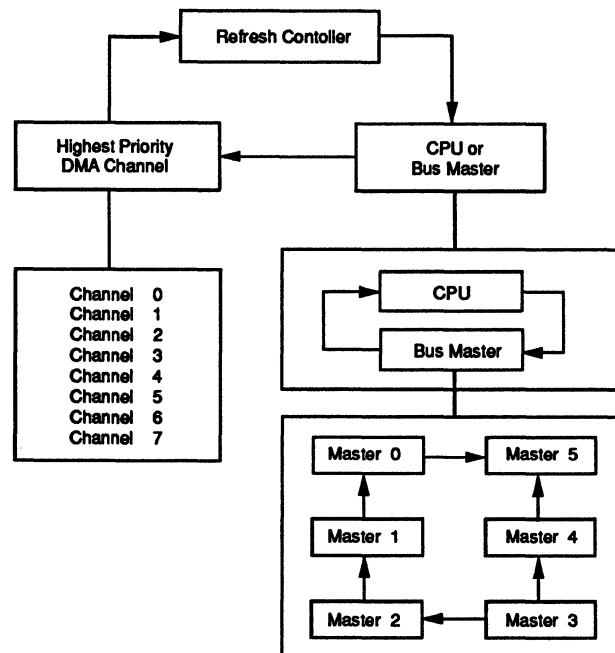 Refresh Contoller
Highest Priority
DMA Channel
CPU or
Bus Master
Channel 0
Channel 1
Channel 2
Channel 3
Channel 4
Channel 5
Channel 6
Channel 7
CPU
Bus Master
Master 0
Master 5
Master 1
Master 4
Master 2
Master 3